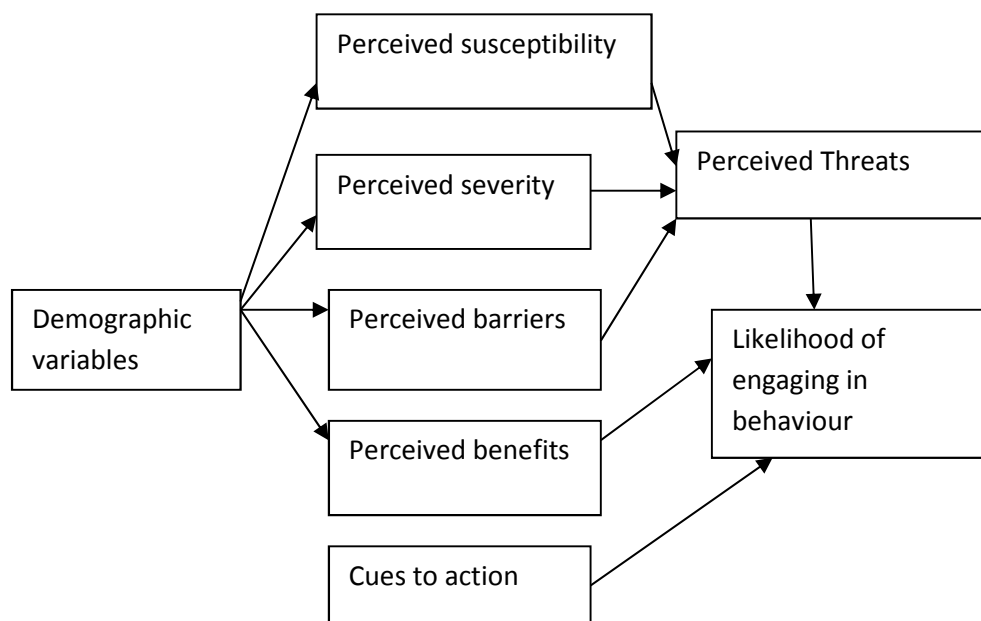 Perceived susceptibility
Perceived severity
Perceived Threats
Demographic
variables
Perceived barriers
Likelihood of
engaging in
behaviour
Perceived benefits
Cues to action